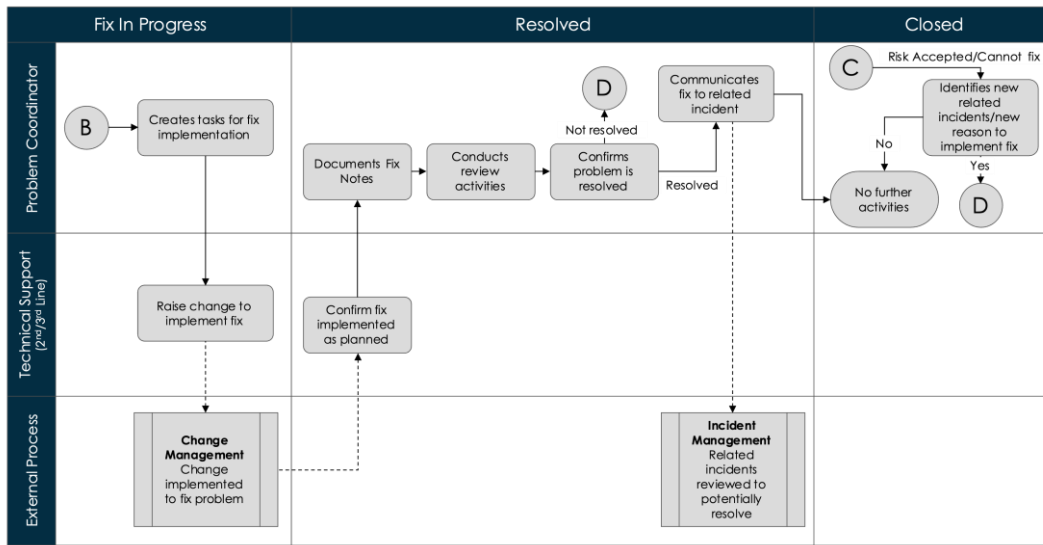 Fix In Progress
Resolved
Closed
Problem Coordinator
B
Creates tasks for fix
implementation
Documents Fix
Notes
Conducts
review
activities
D
Not resolved
Confirms
problem is
resolved
Resolved
Communicates
fix to related
incident
C
Risk Accepted/Cannot fix
Identifies new
related
incidents/new
reason to
implement fix
No
Yes
No further
activities
D
Technical Support
(2nd/3rd Line)
Raise change to
implement fix
Confirm fix
implemented
as planned
External Process
Change
Management
Change
implemented
to fix problem
Incident
Management
Related
incidents
reviewed to
potentially
resolve